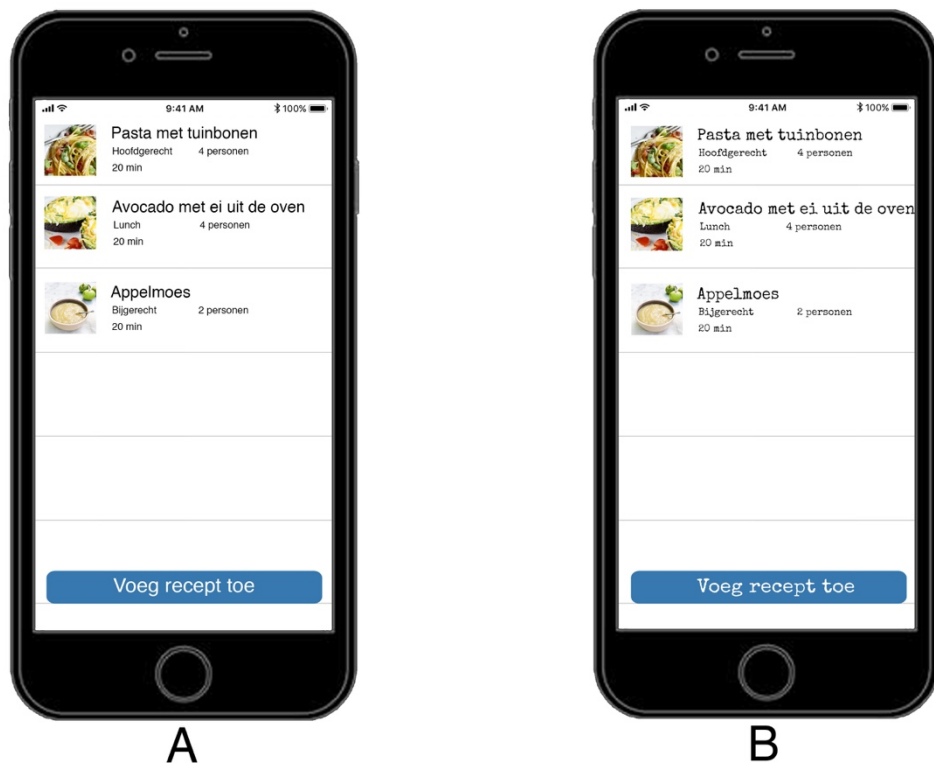 9:41 AM
100%
Pasta met tuinbonen
Hoofdgerecht 4 personen
20 min
Avocado met ei uit de oven
Lunch 4 personen
20 min
Appelmoes
Bijgerecht 2 personen
20 min
Voeg recept toe
A
9:41 AM
100%
Pasta met tuinbonen
Hoofdgerecht 4 personen
20 min
Avocado met ei uit de oven
Lunch 4 personen
20 min
Appelmoes
Bijgerecht 2 personen
20 min
Voeg recept toe
B